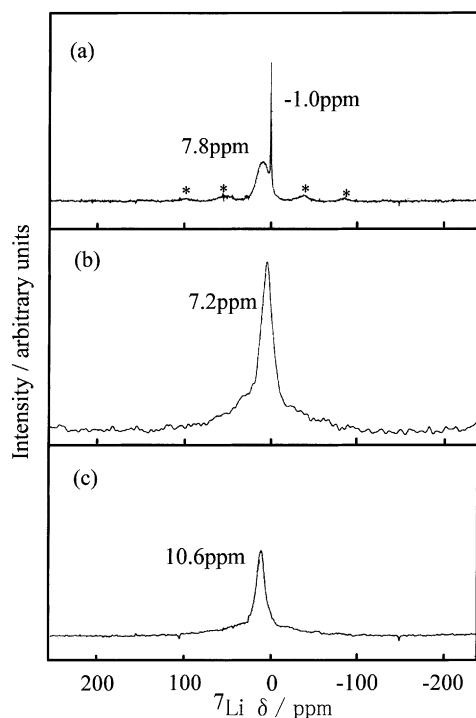 (a)
-1.0ppm
7.8ppm
* * * *
(b)
7.2ppm
(c)
10.6ppm
Intensity / arbitrary units
200 100 0 -100 -200
⁷Li δ / ppm